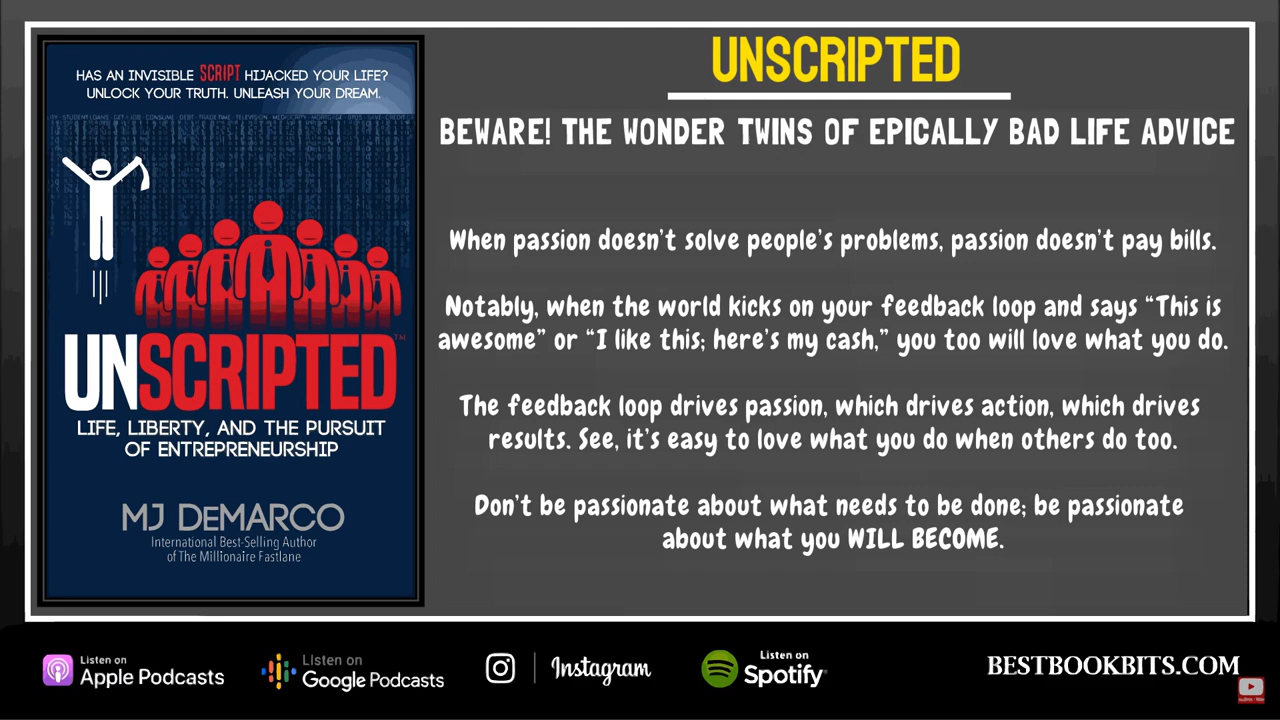 HAS AN INVISIBLE SCRIPT HIJACKED YOUR LIFE?
UNLOCK YOUR TRUTH. UNLEASH YOUR DREAM.
UNSCRIPTED™
LIFE, LIBERTY, AND THE PURSUIT
OF ENTREPRENEURSHIP
MJ DEMARCO
International Best-Selling Author
of The Millionaire Fastlane
UNSCRIPTED
BEWARE! THE WONDER TWINS OF EPICALLY BAD LIFE ADVICE
When passion doesn't solve people's problems, passion doesn't pay bills.
Notably, when the world kicks on your feedback loop and says “This is
awesome” or “I like this; here's my cash,” you too will love what you do.
The feedback loop drives passion, which drives action, which drives
results. See, it's easy to love what you do when others do too.
Don't be passionate about what needs to be done; be passionate
about what you WILL BECOME.
Listen on
Apple Podcasts
Listen on
Google Podcasts
Instagram
Listen on
Spotify
BESTBOOKBITS.COM